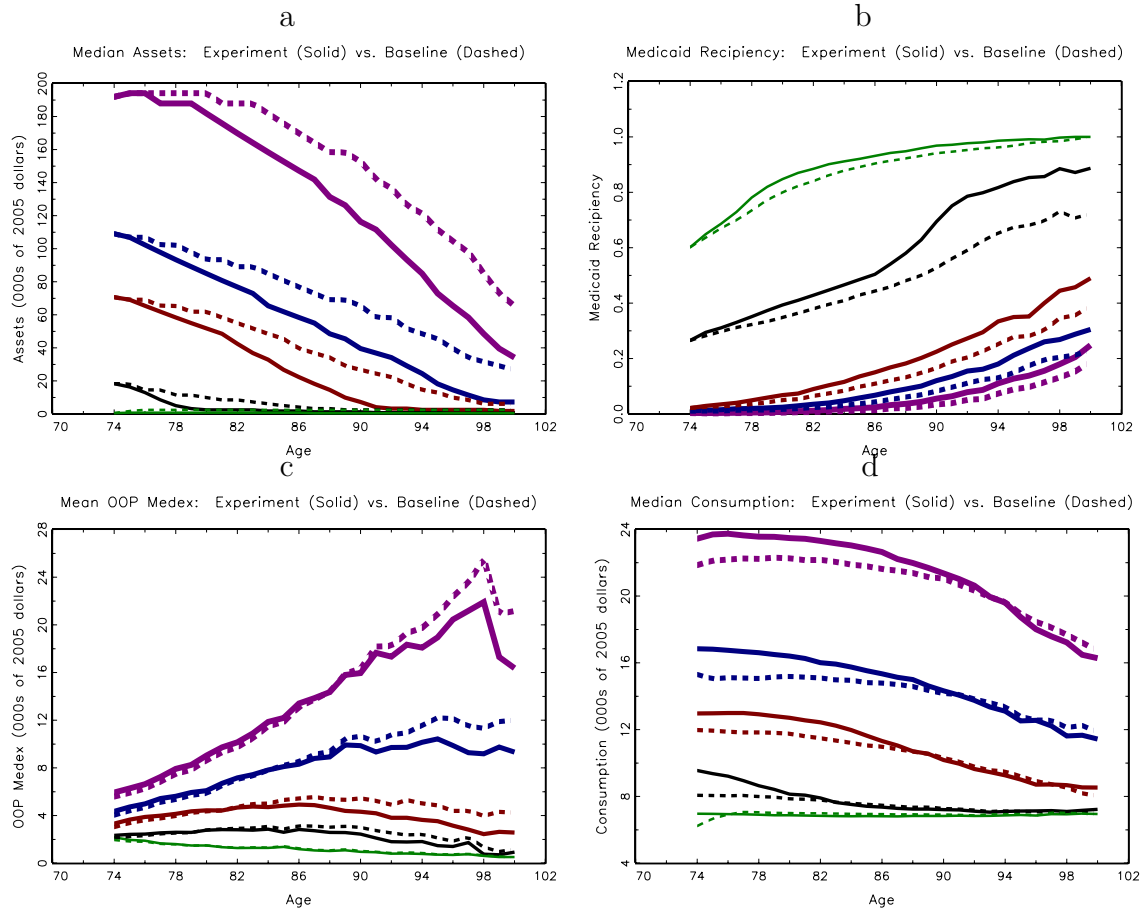 a
Median Assets: Experiment (Solid) vs. Baseline (Dashed)
Assets (000s of 2005 dollars)
0 20 40 60 80 100 120 140 160 180 200
70 74 78 82 86 90 94 98 102
Age
b
Medicaid Recipiency: Experiment (Solid) vs. Baseline (Dashed)
Medicaid Recipiency
0.0 0.2 0.4 0.6 0.8 1.0 1.2
70 74 78 82 86 90 94 98 102
Age
c
Mean OOP Medex: Experiment (Solid) vs. Baseline (Dashed)
OOP Medex (000s of 2005 dollars)
0 4 8 12 16 20 24 28
70 74 78 82 86 90 94 98 102
Age
d
Median Consumption: Experiment (Solid) vs. Baseline (Dashed)
Consumption (000s of 2005 dollars)
4 8 12 16 20 24
70 74 78 82 86 90 94 98 102
Age